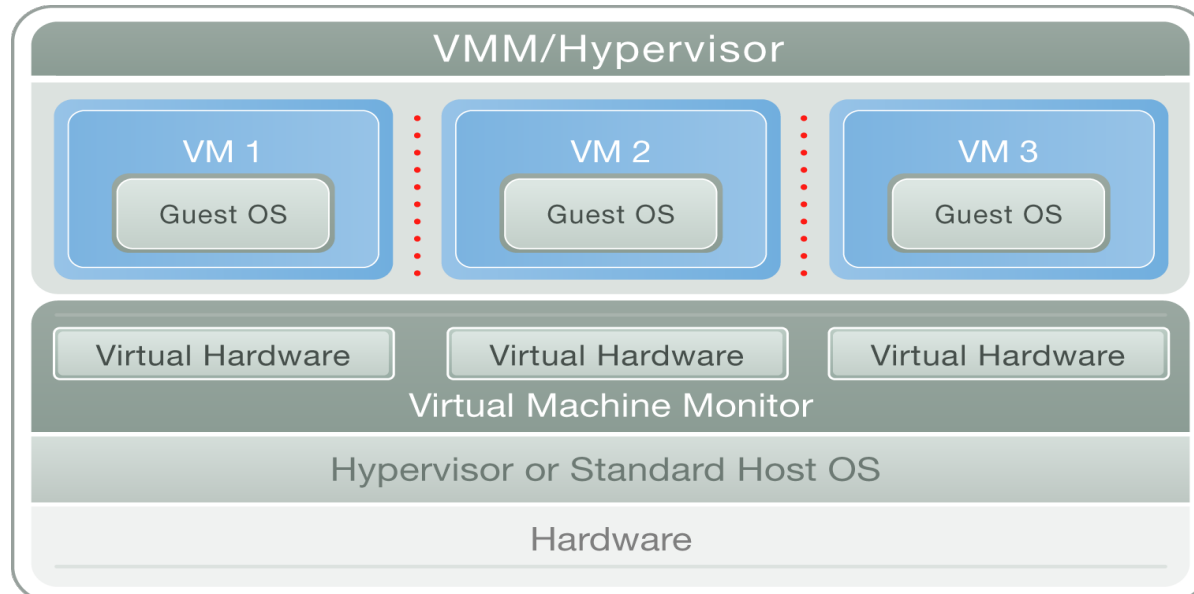 VMM/Hypervisor
VM 1
Guest OS
VM 2
Guest OS
VM 3
Guest OS
Virtual Hardware
Virtual Hardware
Virtual Hardware
Virtual Machine Monitor
Hypervisor or Standard Host OS
Hardware